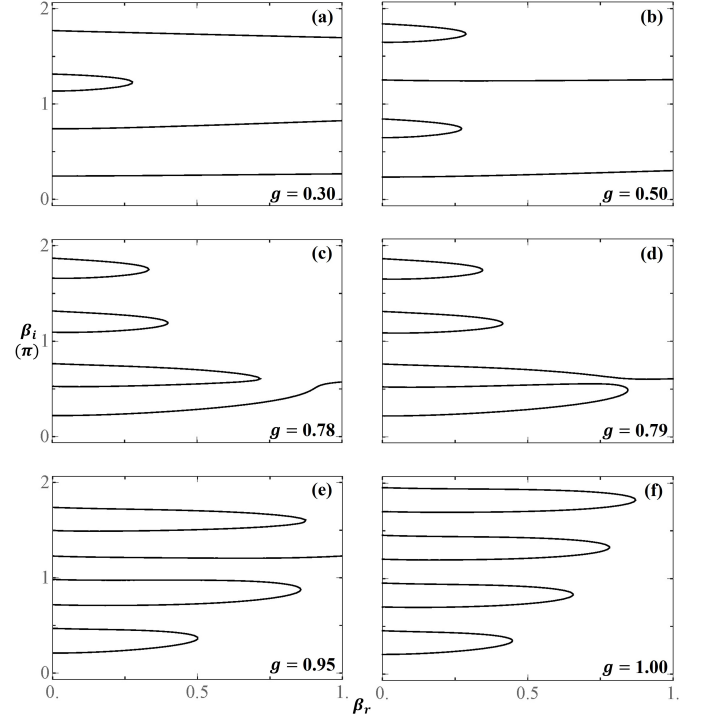 2 (a) (b)
1
0 g = 0.30 g = 0.50
2 (c) (d)
β_i 1
(π)
0 g = 0.78 g = 0.79
2 (e) (f)
1
0 g = 0.95 g = 1.00
0. 0.5 1. 0. 0.5 1.
β_r